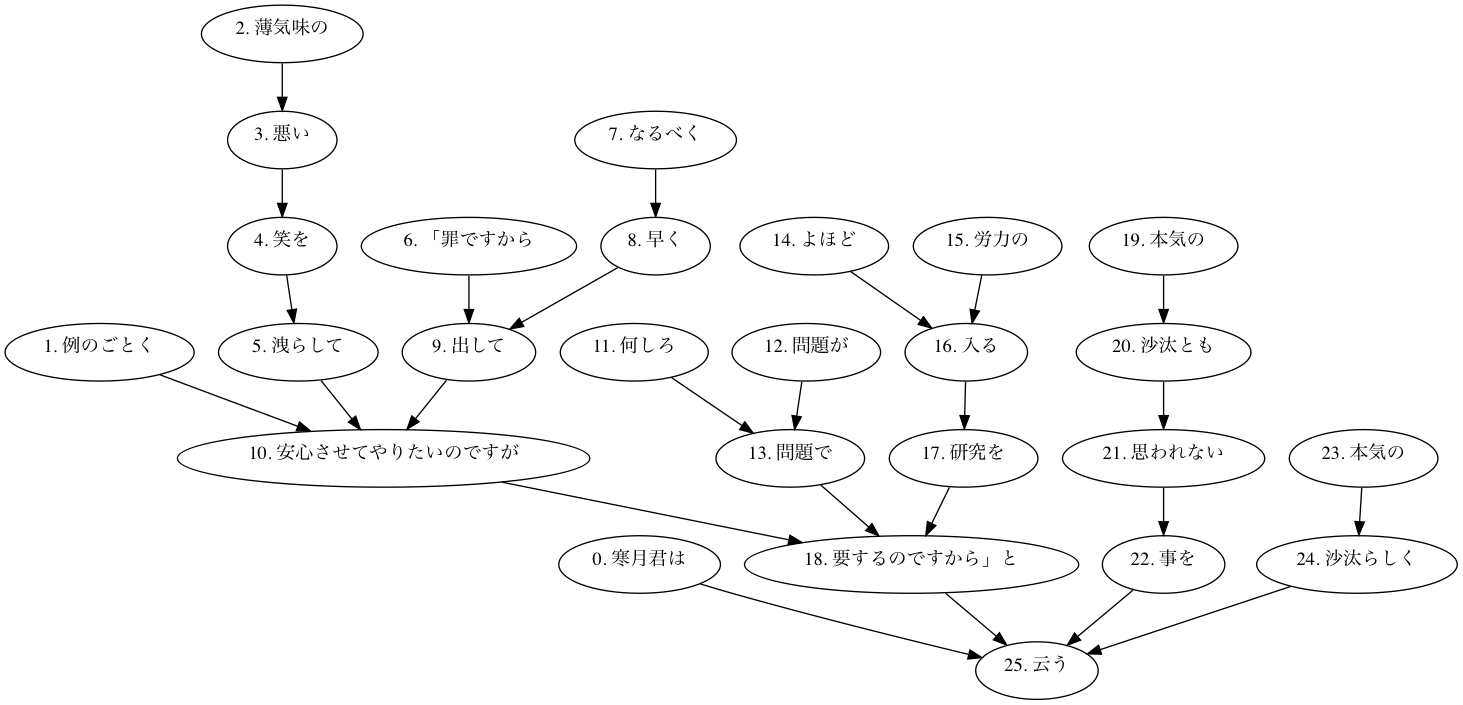 2. 薄気味の
3. 悪い
7. なるべく
4. 笑を
6. 「罪ですから
8. 早く
14. よほど
15. 労力の
19. 本気の
1. 例のごとく
5. 洩らして
9. 出して
11. 何しろ
12. 問題が
16. 入る
20. 沙汰とも
10. 安心させてやりたいのですが
13. 問題で
17. 研究を
21. 思われない
23. 本気の
0. 寒月君は
18. 要するのですから」と
22. 事を
24. 沙汰らしく
25. 云う